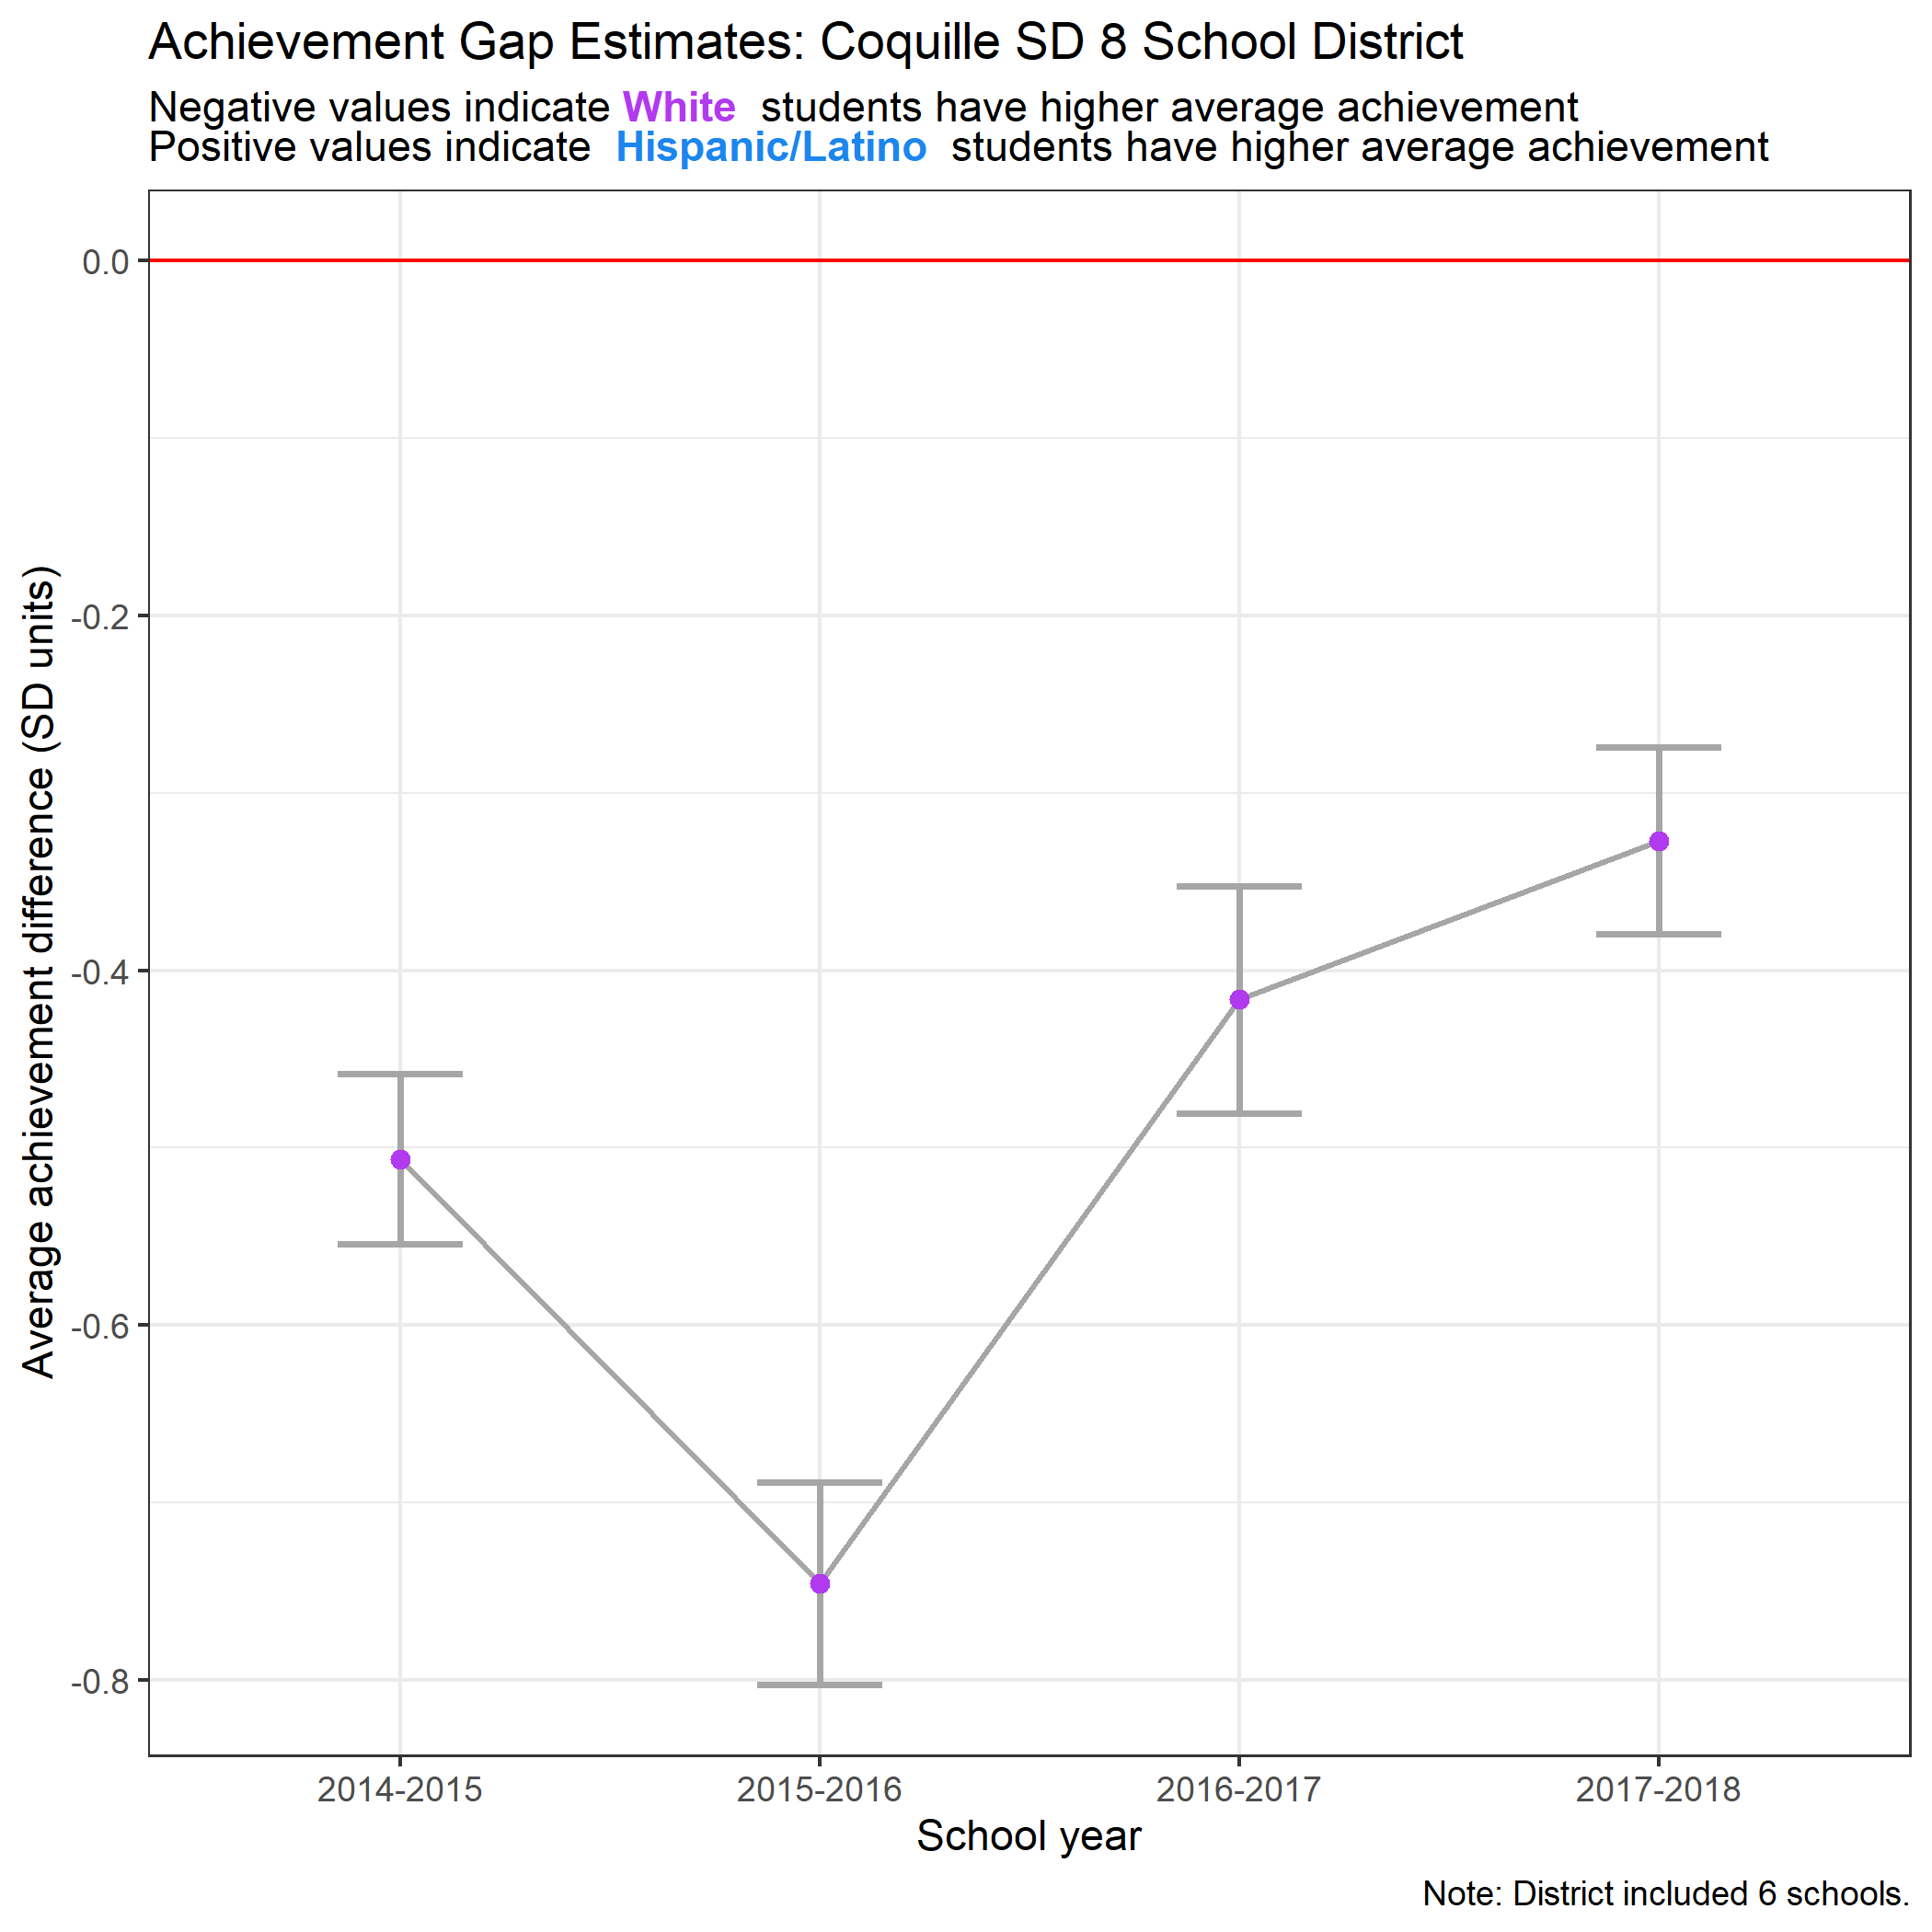 Achievement Gap Estimates: Coquille SD 8 School District
Negative values indicate White students have higher average achievement
Positive values indicate Hispanic/Latino students have higher average achievement
Average achievement difference (SD units)
0.0
-0.2
-0.4
-0.6
-0.8
2014-2015 2015-2016 2016-2017 2017-2018
School year
Note: District included 6 schools.